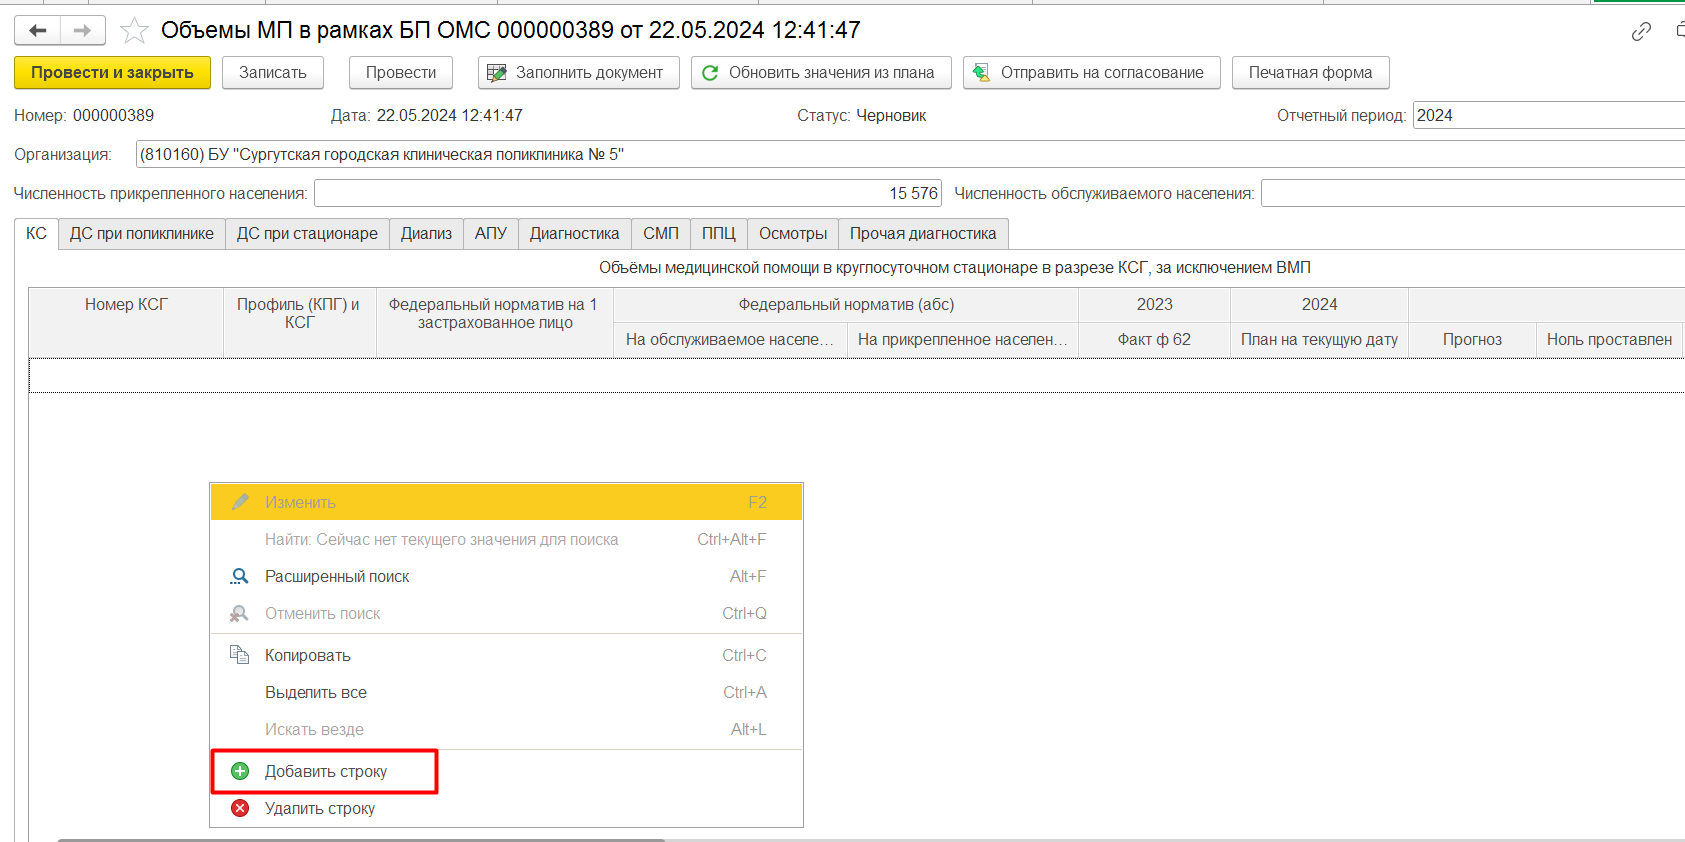 Объемы МП в рамках БП ОМС 000000389 от 22.05.2024 12:41:47
Провести и закрыть Записать Провести Заполнить документ Обновить значения из плана Отправить на согласование Печатная форма
Номер: 000000389 Дата: 22.05.2024 12:41:47 Статус: Черновик Отчетный период: 2024
Организация: (810160) БУ "Сургутская городская клиническая поликлиника № 5"
Численность прикрепленного населения: 15 576 Численность обслуживаемого населения:
КС ДС при поликлинике ДС при стационаре Диализ АПУ Диагностика СМП ППЦ Осмотры Прочая диагностика
Объёмы медицинской помощи в круглосуточном стационаре в разрезе КСГ, за исключением ВМП
Номер КСГ Профиль (КПГ) и КСГ Федеральный норматив на 1 застрахованное лицо Федеральный норматив (абс) 2023 2024
На обслуживаемое населе... На прикрепленное населен... Факт ф 62 План на текущую дату Прогноз Ноль проставлен
Изменить F2
Найти: Сейчас нет текущего значения для поиска Ctrl+Alt+F
Расширенный поиск Alt+F
Отменить поиск Ctrl+Q
Копировать Ctrl+C
Выделить все Ctrl+A
Искать везде Alt+L
Добавить строку
Удалить строку